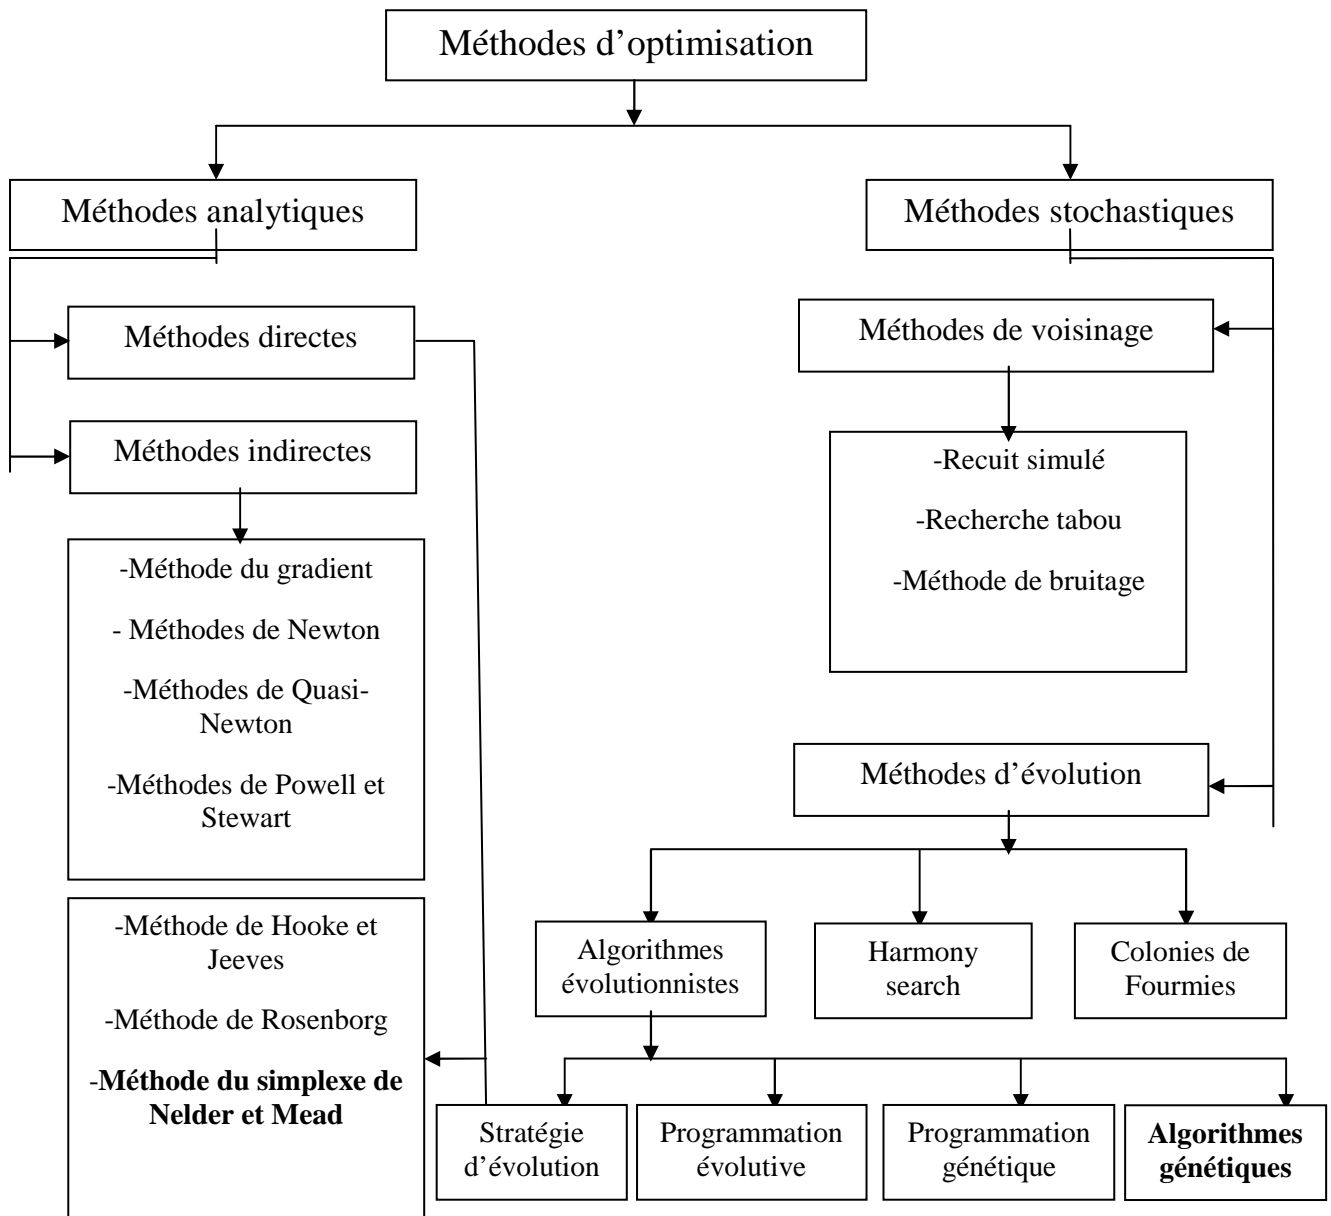 Méthodes d’optimisation
Méthodes analytiques
Méthodes stochastiques
Méthodes directes
Méthodes de voisinage
Méthodes indirectes
-Recuit simulé
-Recherche tabou
-Méthode de bruitage
-Méthode du gradient
- Méthodes de Newton
-Méthodes de Quasi-
Newton
-Méthodes de Powell et
Stewart
Méthodes d’évolution
-Méthode de Hooke et
Jeeves
-Méthode de Rosenborg
-Méthode du simplexe de
Nelder et Mead
Algorithmes
évolutionnistes
Harmony
search
Colonies de
Fourmies
Stratégie
d’évolution
Programmation
évolutive
Programmation
génétique
Algorithmes
génétiques